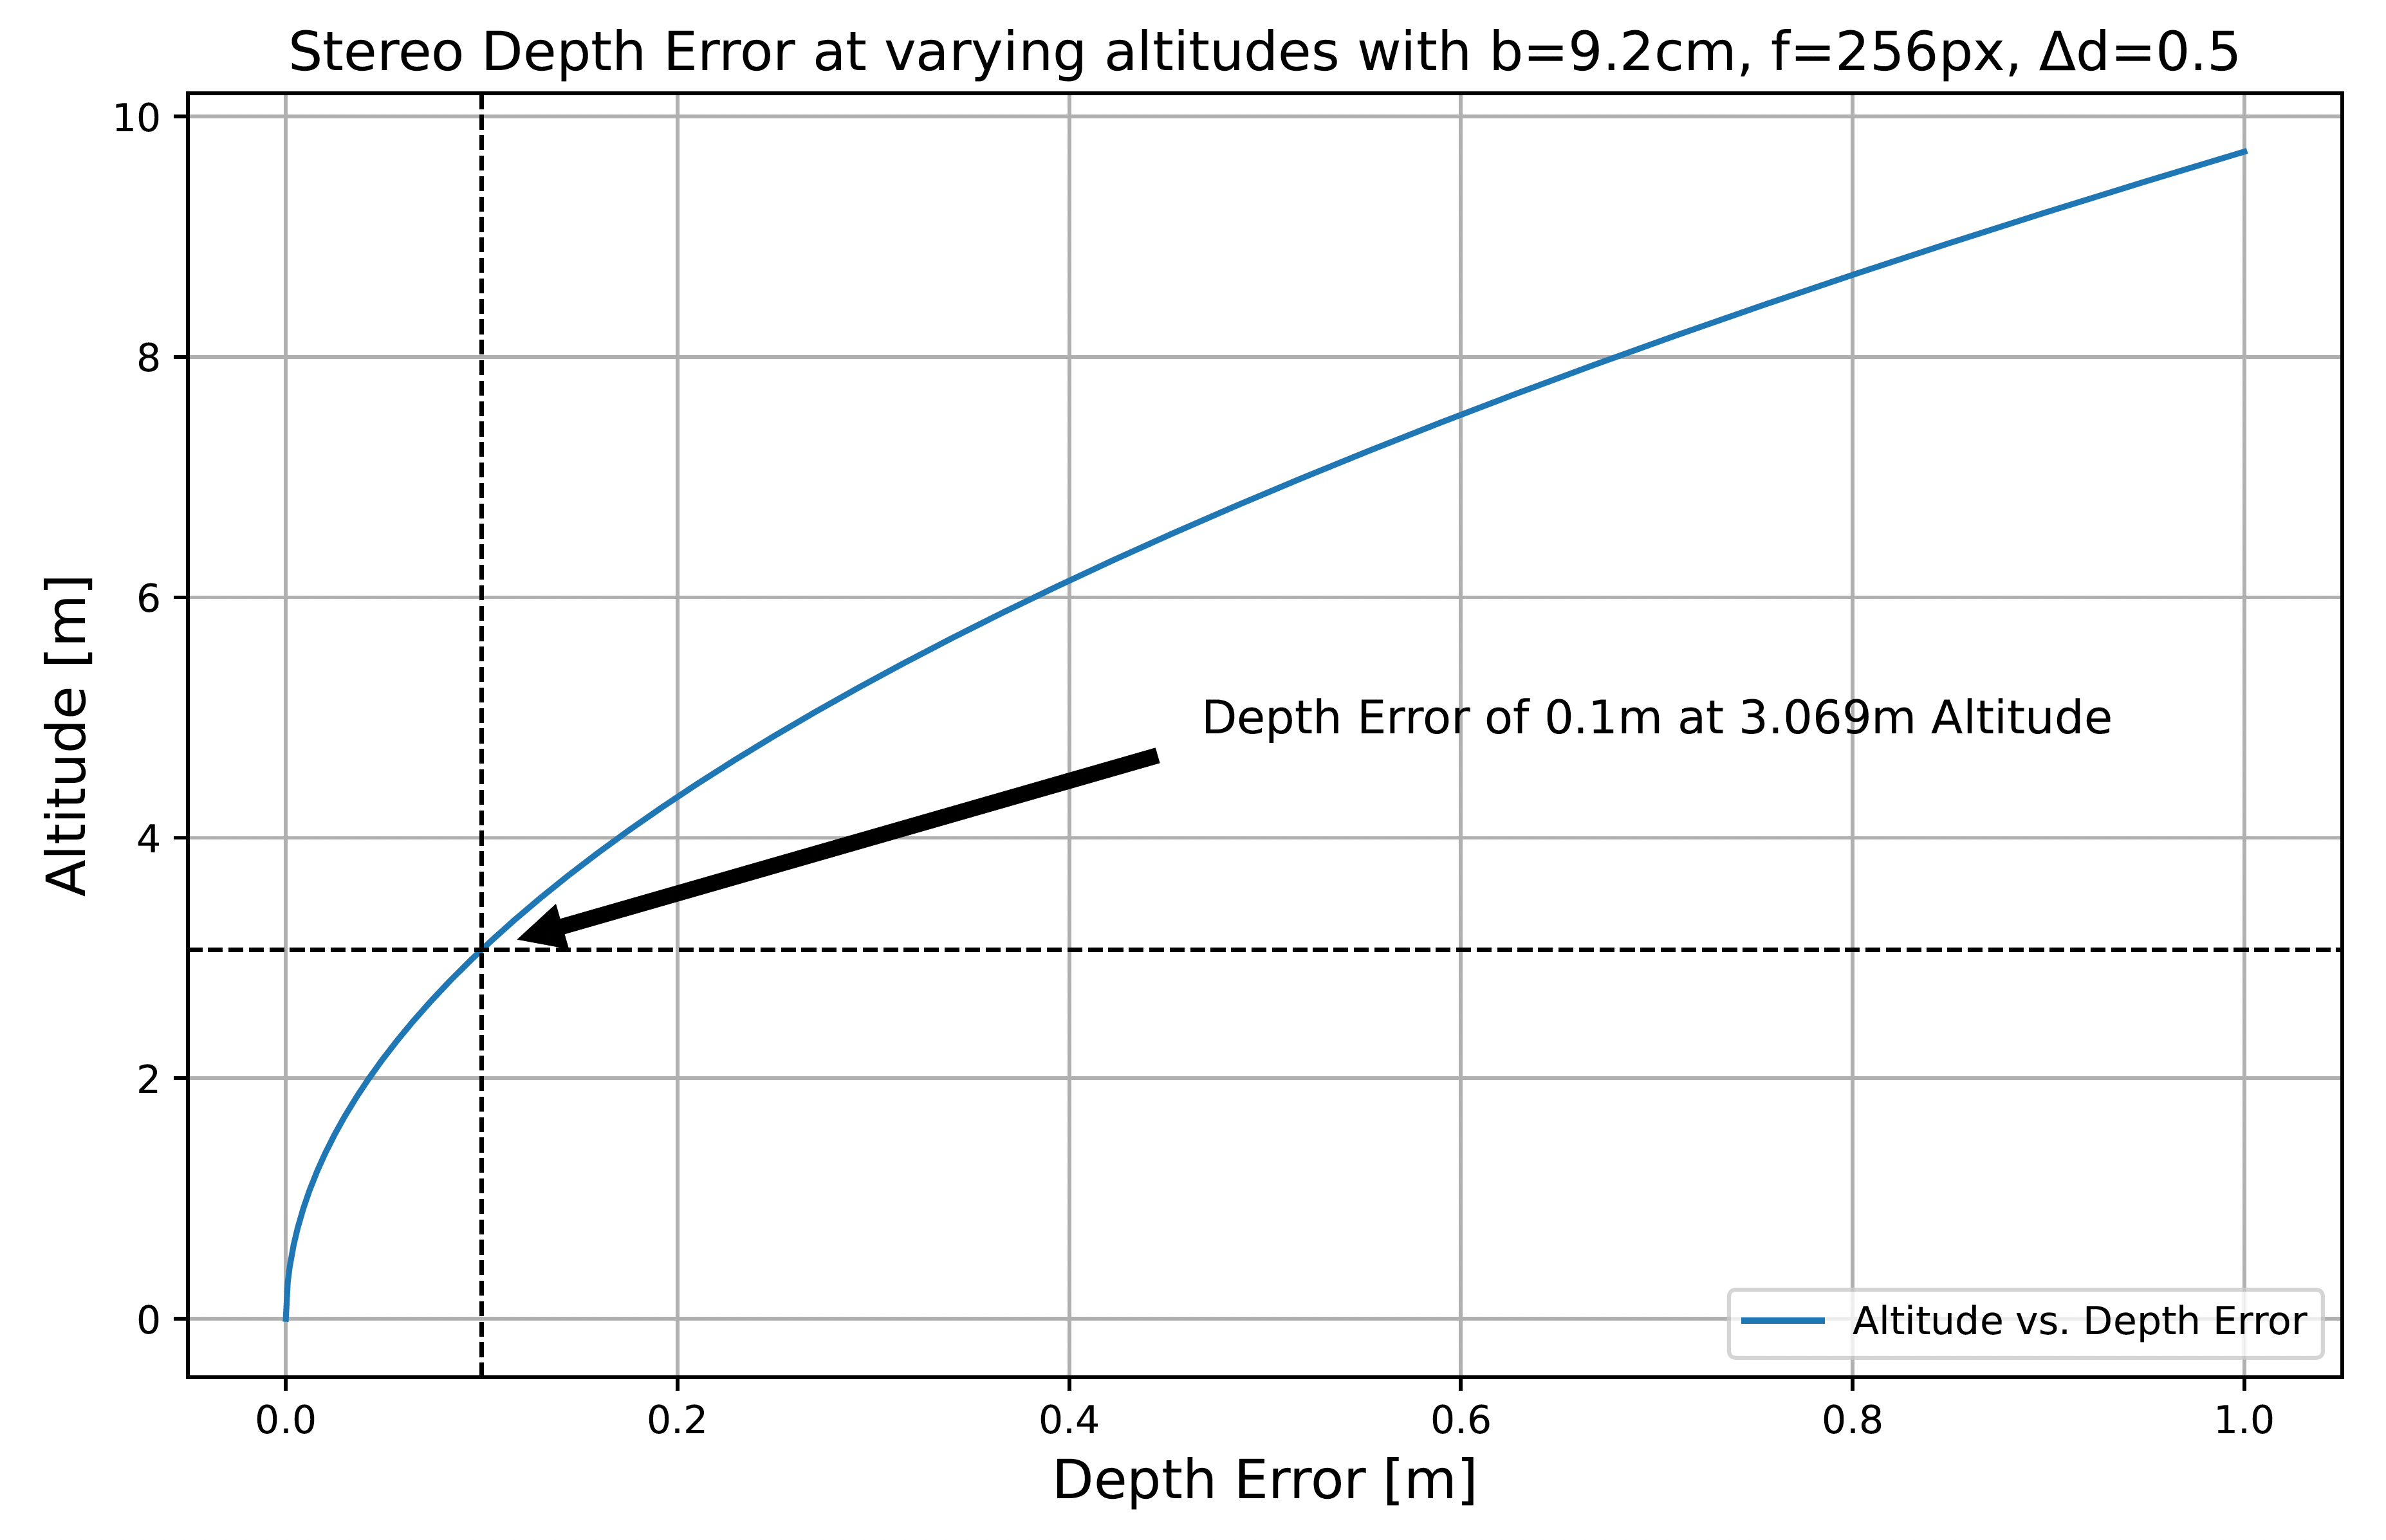 Stereo Depth Error at varying altitudes with b=9.2cm, f=256px, Δd=0.5
10
8
6
4
2
0
Altitude [m]
Depth Error of 0.1m at 3.069m Altitude
Altitude vs. Depth Error
0.0 0.2 0.4 0.6 0.8 1.0
Depth Error [m]